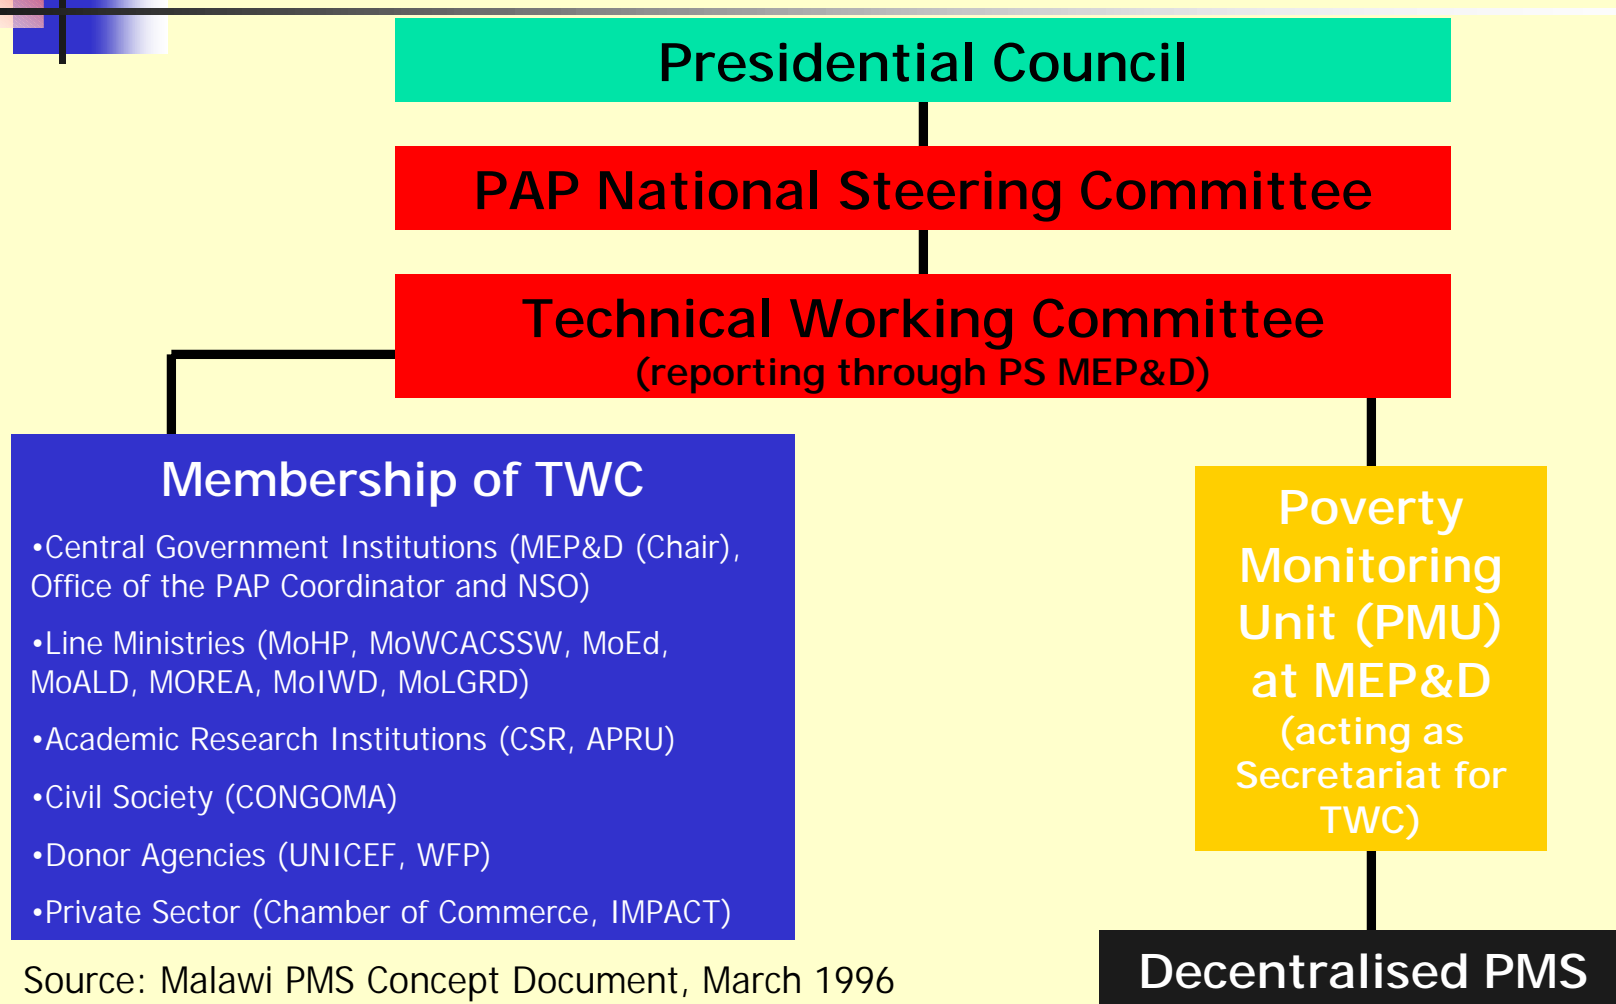 Presidential Council
PAP National Steering Committee
Technical Working Committee
(reporting through PS MEP&D)
Membership of TWC
•Central Government Institutions (MEP&D (Chair),
Office of the PAP Coordinator and NSO)
•Line Ministries (MoHP, MoWCACSSW, MoEd,
MoALD, MOREA, MoIWD, MoLGRD)
•Academic Research Institutions (CSR, APRU)
•Civil Society (CONGOMA)
•Donor Agencies (UNICEF, WFP)
•Private Sector (Chamber of Commerce, IMPACT)
Poverty
Monitoring
Unit (PMU)
at MEP&D
(acting as
Secretariat for
TWC)
Decentralised PMS
Source: Malawi PMS Concept Document, March 1996